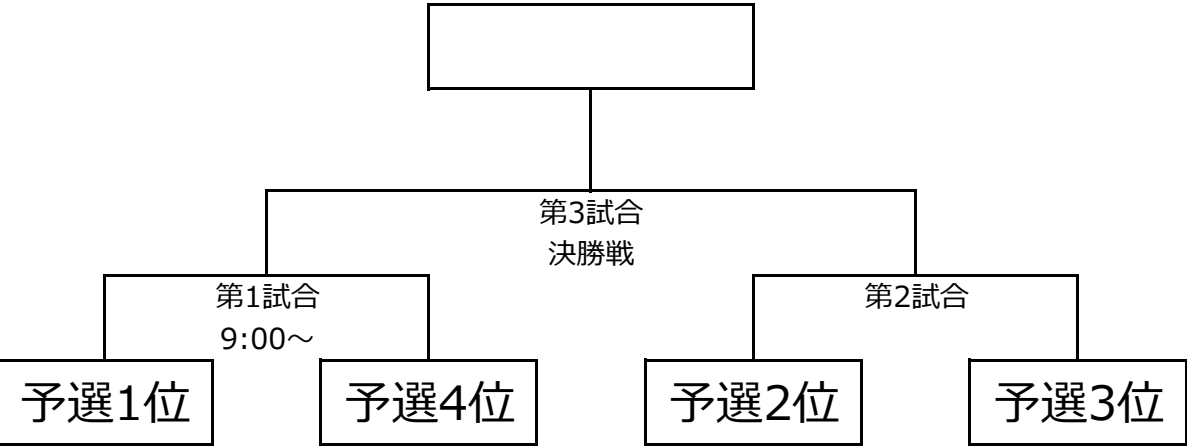 第3試合
決勝戦
第1試合
9:00～
第2試合
予選1位
予選4位
予選2位
予選3位